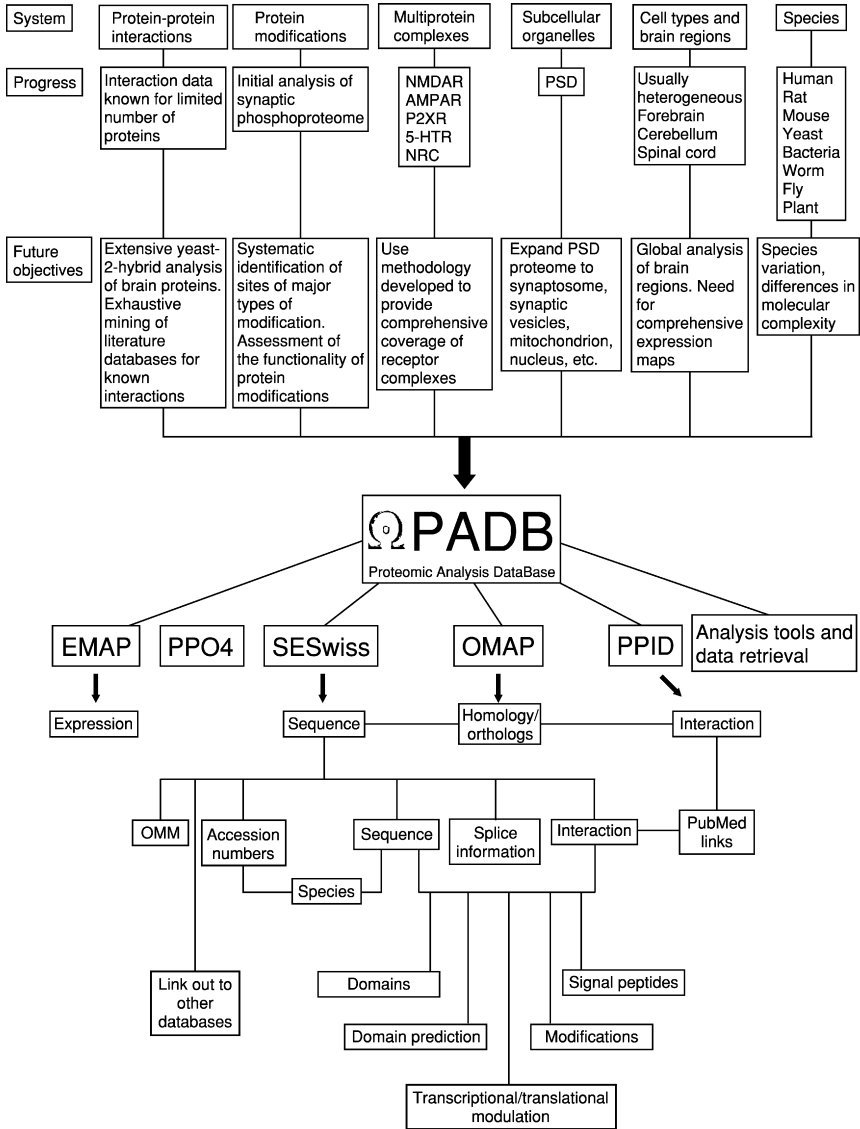 System
Protein-protein
interactions
Protein
modifications
Multiprotein
complexes
Subcellular
organelles
Cell types and
brain regions
Species
Progress
Interaction data
known for limited
number of
proteins
Initial analysis of
synaptic
phosphoproteome
NMDAR
AMPAR
P2XR
5-HTR
NRC
PSD
Usually
heterogeneous
Forebrain
Cerebellum
Spinal cord
Human
Rat
Mouse
Yeast
Bacteria
Worm
Fly
Plant
Future
objectives
Extensive yeast-
2-hybrid analysis
of brain proteins.
Exhaustive
mining of
literature
databases for
known
interactions
Systematic
identification of
sites of major
types of
modification.
Assessment of
the functionality of
protein
modifications
Use
methodology
developed to
provide
comprehensive
coverage of
receptor
complexes
Expand PSD
proteome to
synaptosome,
synaptic
vesicles,
mitochondrion,
nucleus, etc.
Global analysis
of brain
regions. Need
for
comprehensive
expression
maps
Species
variation,
differences in
molecular
complexity
Ω PADB
Proteomic Analysis DataBase
EMAP
PPO4
SESwiss
OMAP
PPID
Analysis tools and
data retrieval
Expression
Sequence
Homology/
orthologs
Interaction
OMM
Accession
numbers
Sequence
Splice
information
Interaction
PubMed
links
Species
Link out to
other
databases
Domains
Signal peptides
Domain prediction
Modifications
Transcriptional/translational
modulation